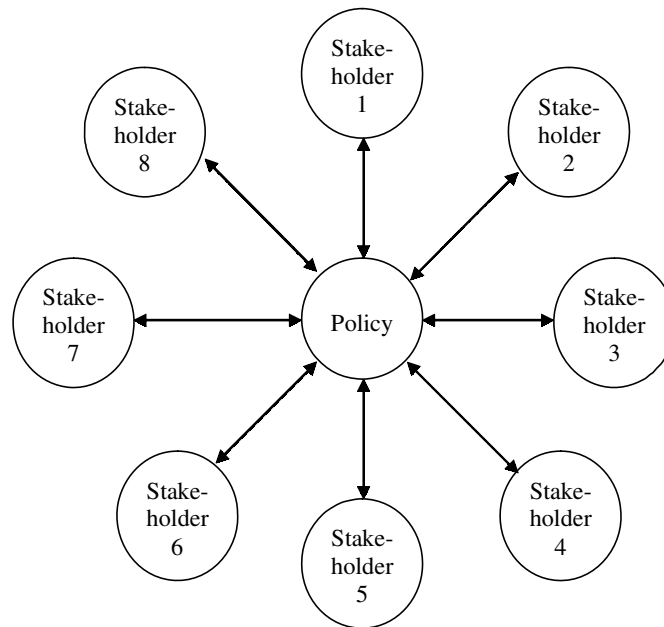 Stake-
holder
1
Stake-
holder
2
Stake-
holder
3
Stake-
holder
4
Stake-
holder
5
Stake-
holder
6
Stake-
holder
7
Stake-
holder
8
Policy